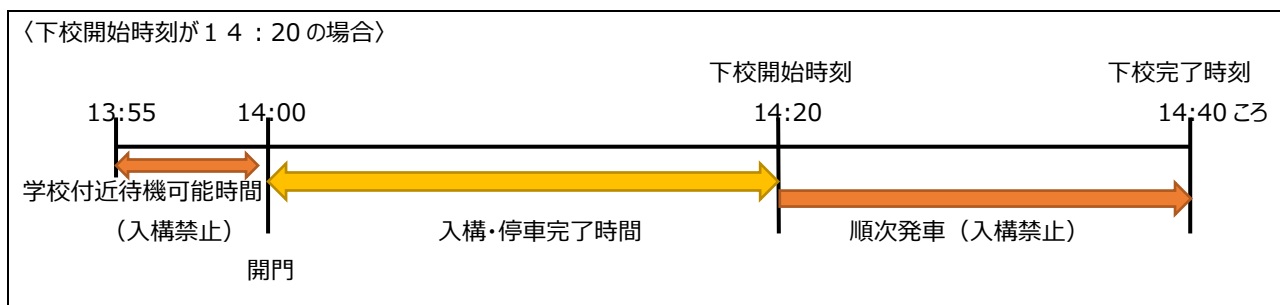 〈下校開始時刻が１４：20 の場合〉
下校開始時刻 下校完了時刻
13:55 14:00 14:20 14:40 ころ
学校付近待機可能時間
（入構禁止） 入構・停車完了時間 順次発車（入構禁止）
開門